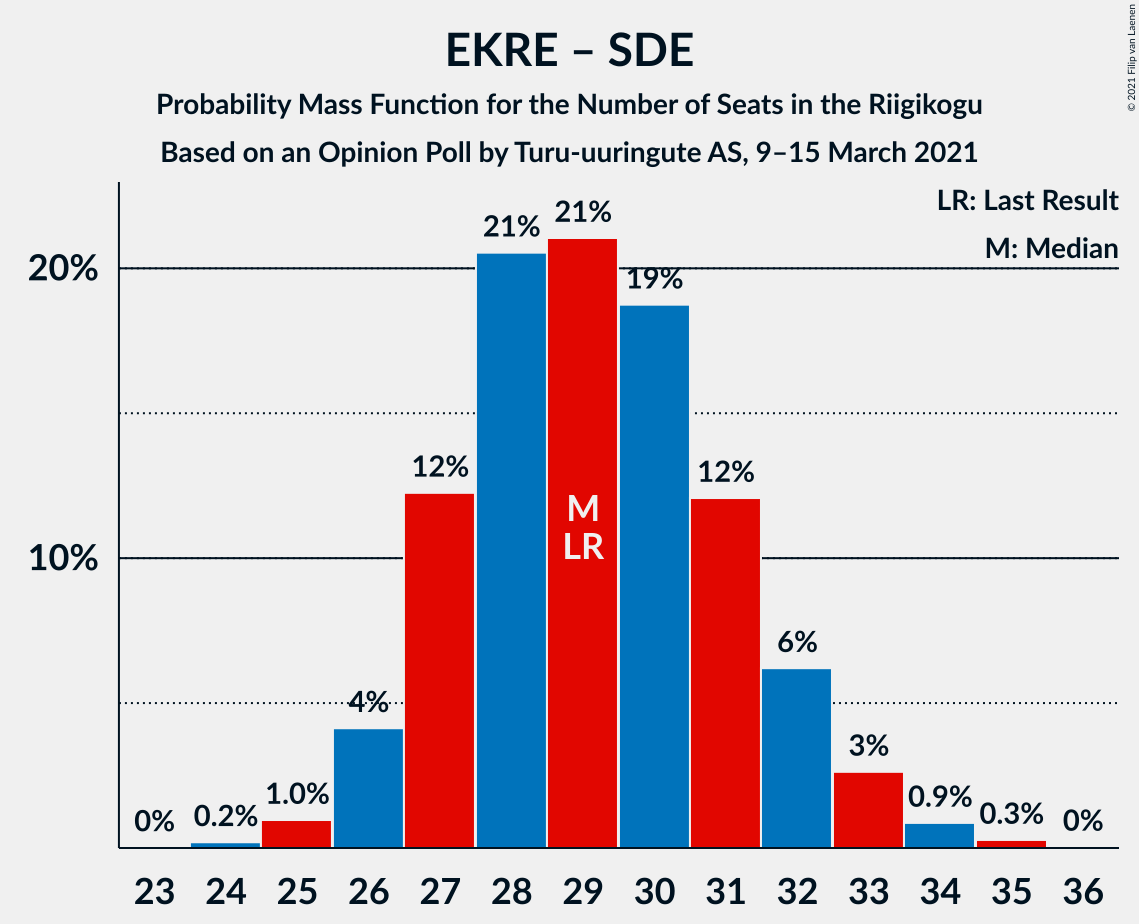 EKRE – SDE
Probability Mass Function for the Number of Seats in the Riigikogu
Based on an Opinion Poll by Turu-uuringute AS, 9–15 March 2021
© 2021 Filip van Laenen
LR: Last Result
M: Median
20%
10%
0%
0.2%
1.0%
4%
12%
21%
21%
19%
12%
6%
3%
0.9%
0.3%
0%
M
LR
23 24 25 26 27 28 29 30 31 32 33 34 35 36